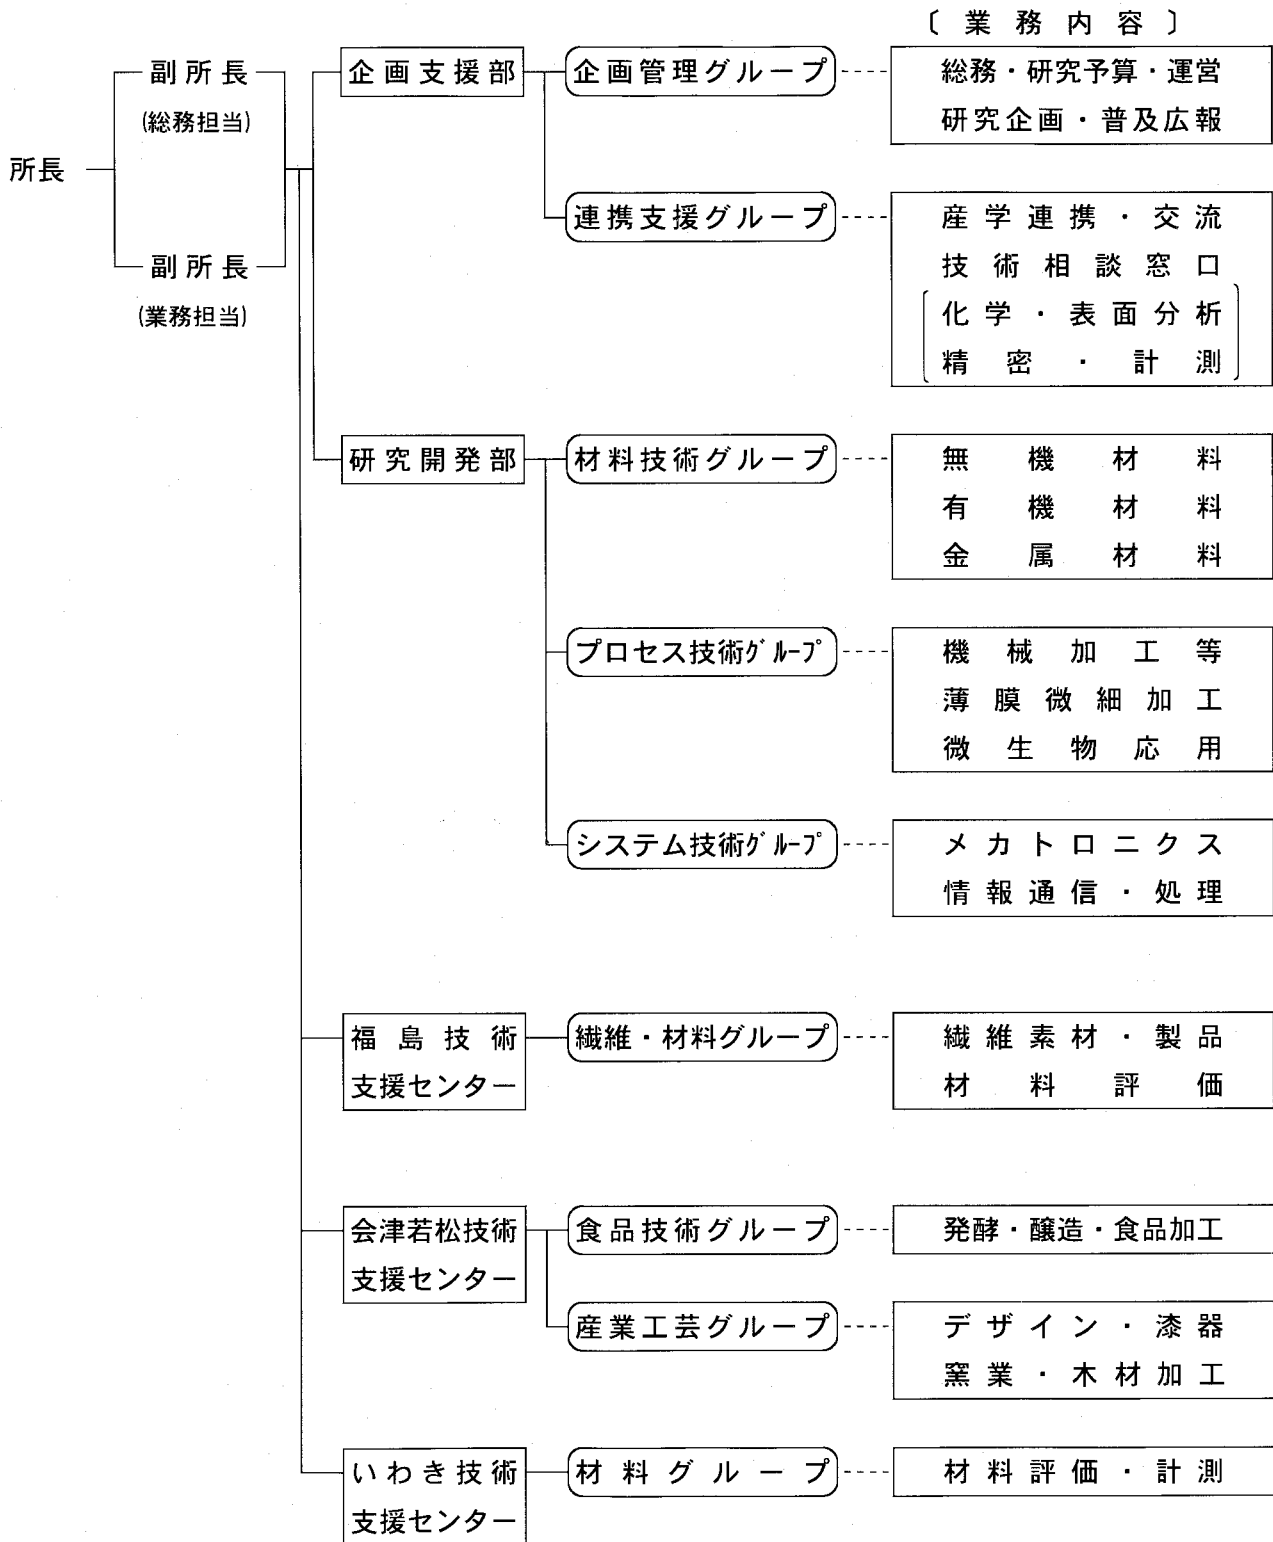 〔業務内容〕
所長
副所長
(総務担当)
副所長
(業務担当)
企画支援部
企画管理グループ
総務・研究予算・運営
研究企画・普及広報
連携支援グループ
産学連携・交流
技術相談窓口
化学・表面分析
精密・計測
研究開発部
材料技術グループ
無機材料
有機材料
金属材料
プロセス技術グループ
機械加工等
薄膜微細加工
微生物応用
システム技術グループ
メカトロニクス
情報通信・処理
福島技術
支援センター
繊維・材料グループ
繊維素材・製品
材料評価
会津若松技術
支援センター
食品技術グループ
発酵・醸造・食品加工
産業工芸グループ
デザイン・漆器
窯業・木材加工
いわき技術
支援センター
材料グループ
材料評価・計測